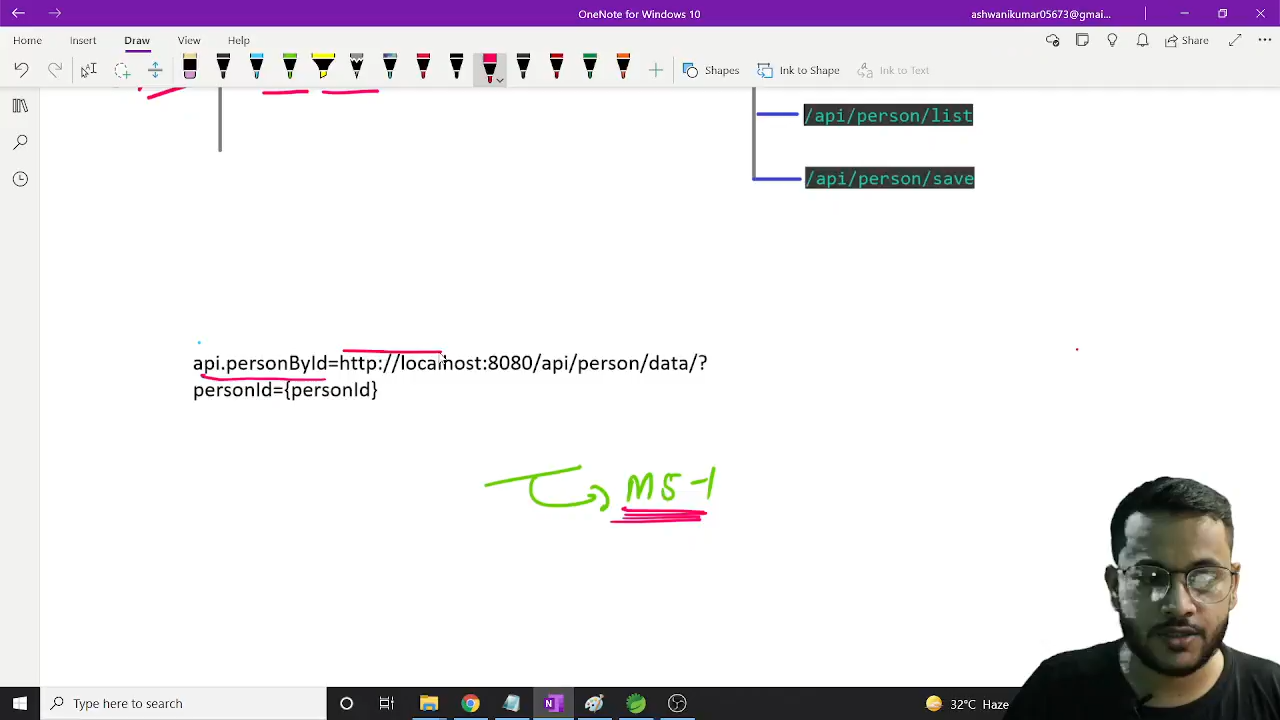 OneNote for Windows 10
ashwanikumar05673@gmai...
Home
Insert
Draw
View
Help
Share
Shapes
Ink to Shape
Ink to Text
/api/person/list
/api/person/save
api.personById=http://localhost:8080/api/person/data/?
personId={personId}
MS-1
Type here to search
32°C Haze